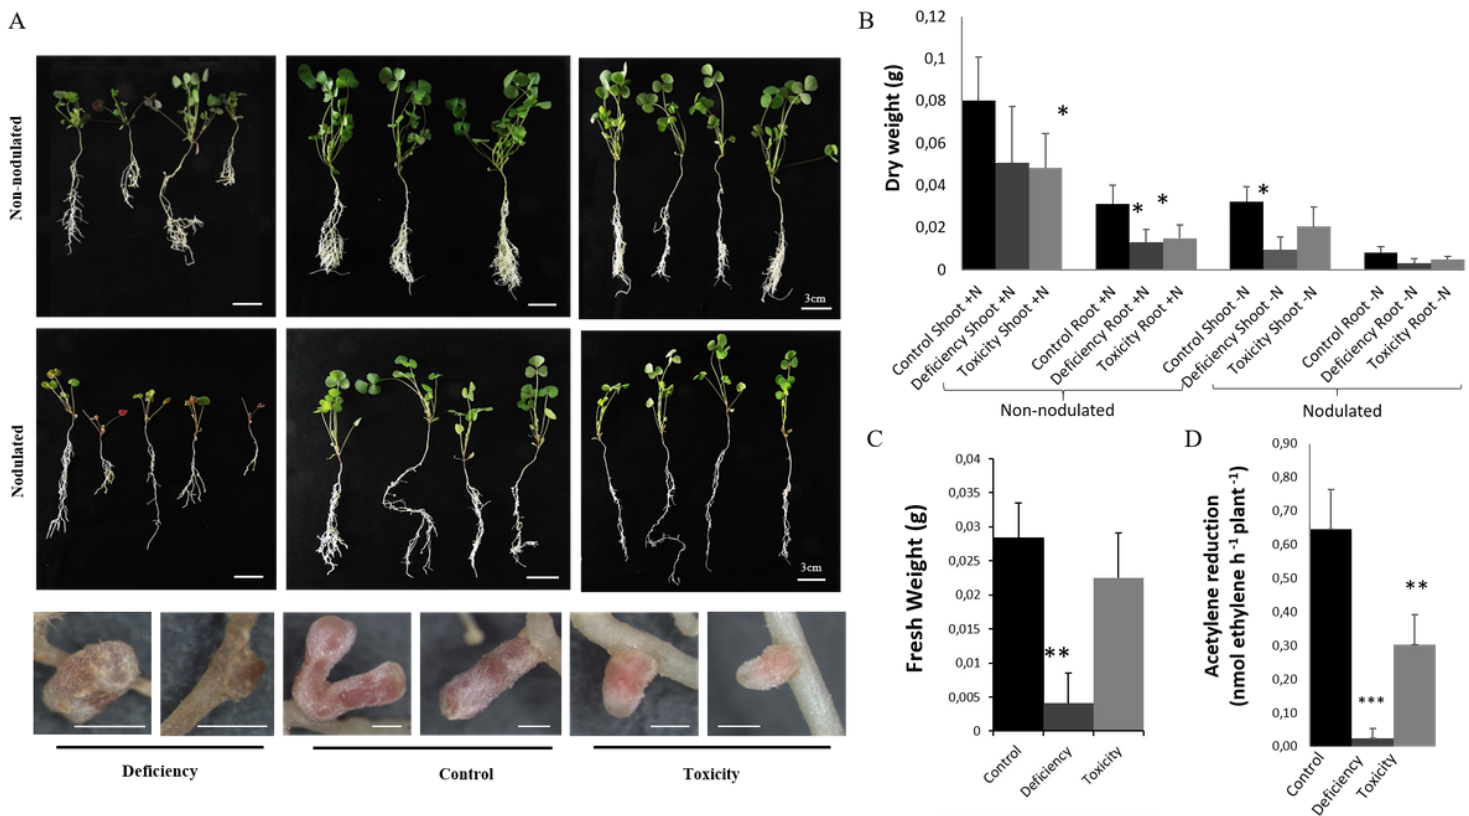 A
Non-nodulated
3cm
Nodulated
3cm
Deficiency
Control
Toxicity
B
Dry weight (g)
0,12
0,1
0,08
0,06
0,04
0,02
0
*
*
*
*
Control Shoot +N
Deficiency Shoot +N
Toxicity Shoot +N
Control Root +N
Deficiency Root +N
Toxicity Root +N
Control Shoot -N
Deficiency Shoot -N
Toxicity Shoot -N
Control Root -N
Deficiency Root -N
Toxicity Root -N
Non-nodulated
Nodulated
C
Fresh Weight (g)
0,04
0,035
0,03
0,025
0,02
0,015
0,01
0,005
0
**
Control
Deficiency
Toxicity
D
Acetylene reduction
(nmol ethylene h⁻¹ plant⁻¹)
0,90
0,80
0,70
0,60
0,50
0,40
0,30
0,20
0,10
0,00
***
**
Control
Deficiency
Toxicity